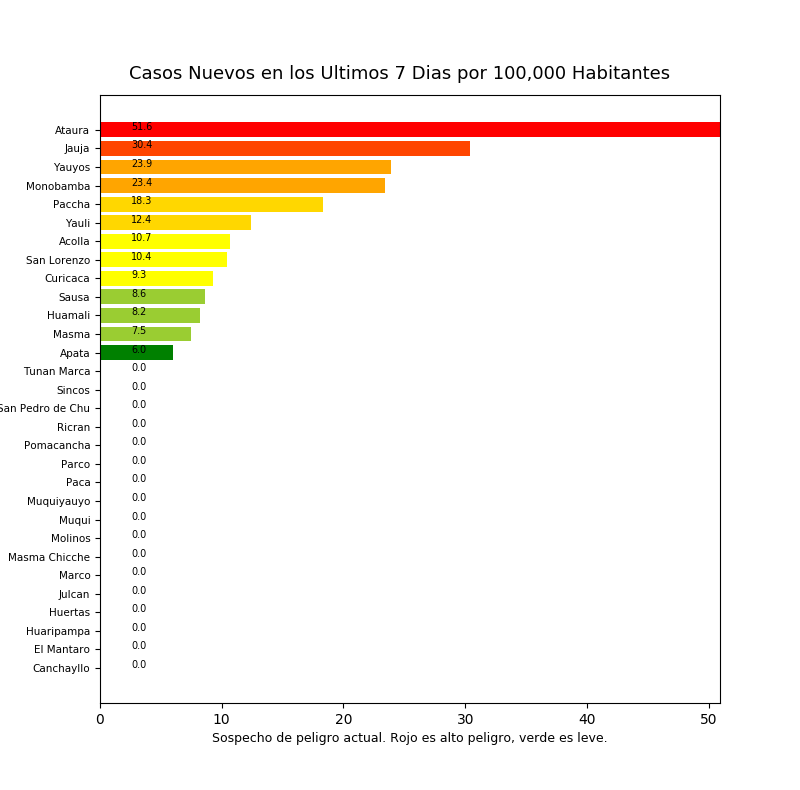 Casos Nuevos en los Ultimos 7 Dias por 100,000 Habitantes
Ataura 51.6
Jauja 30.4
Yauyos 23.9
Monobamba 23.4
Paccha 18.3
Yauli 12.4
Acolla 10.7
San Lorenzo 10.4
Curicaca 9.3
Sausa 8.6
Huamali 8.2
Masma 7.5
Apata 6.0
Tunan Marca 0.0
Sincos 0.0
San Pedro de Chu 0.0
Ricran 0.0
Pomacancha 0.0
Parco 0.0
Paca 0.0
Muquiyauyo 0.0
Muqui 0.0
Molinos 0.0
Masma Chicche 0.0
Marco 0.0
Julcan 0.0
Huertas 0.0
Huaripampa 0.0
El Mantaro 0.0
Canchayllo 0.0
0 10 20 30 40 50
Sospecho de peligro actual. Rojo es alto peligro, verde es leve.